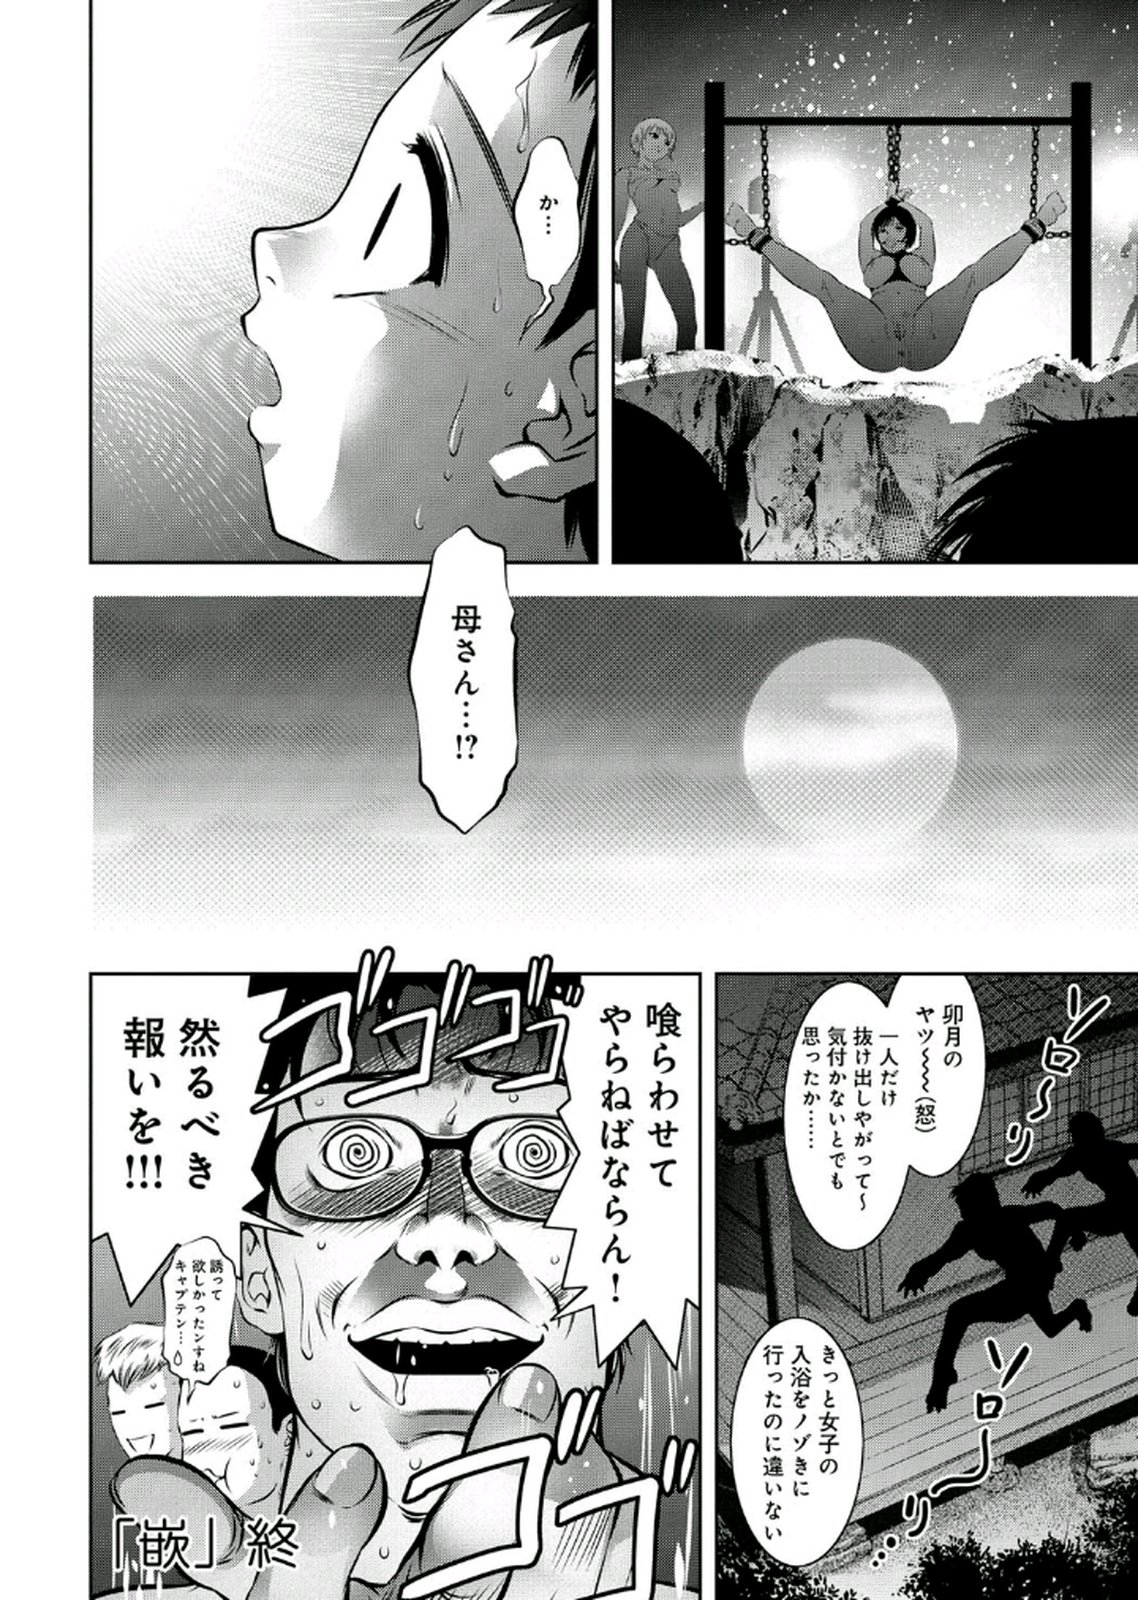 か…
母さん…!?
ソロ～り
卯月の
ヤツ～～～(怒)
一人だけ
抜け出しやがって～
気付かないとでも
思ったか……
きっと女子の
入浴をノゾきに
行ったのに違いない
ソロ～り…
喰らわせて
やらねばならん!
ゴゴゴゴ
ゴゴゴ
然るべき
報いを!!!
誘って
欲しかったンすね
キャプテン…
「嵌」終